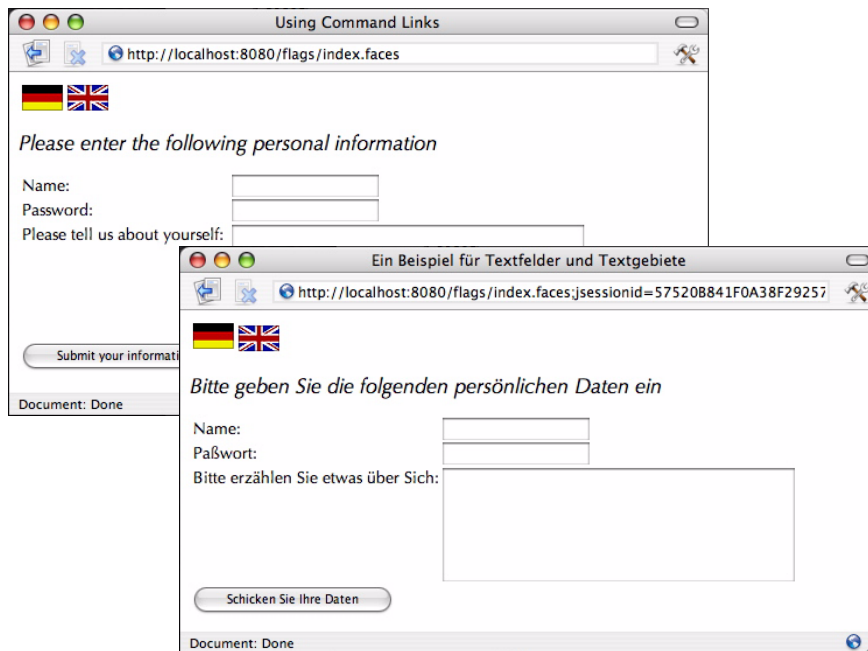 Using Command Links
http://localhost:8080/flags/index.faces
Please enter the following personal information
Name:
Password:
Please tell us about yourself:
Submit your informati
Document: Done
Ein Beispiel für Textfelder und Textgebiete
http://localhost:8080/flags/index.faces;jsessionid=57520B841F0A38F29257
Bitte geben Sie die folgenden persönlichen Daten ein
Name:
Paßwort:
Bitte erzählen Sie etwas über Sich:
Schicken Sie Ihre Daten
Document: Done